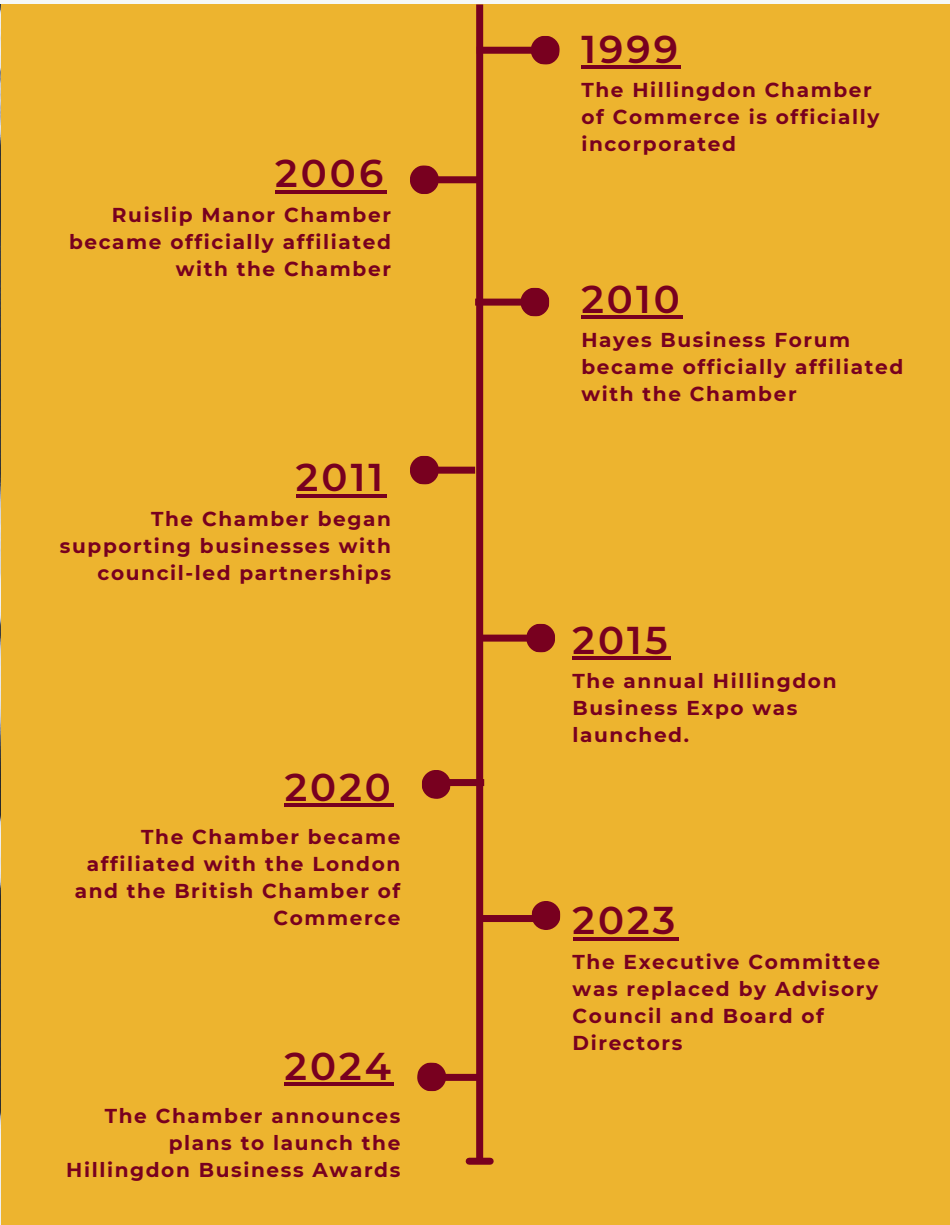 1999
The Hillingdon Chamber
of Commerce is officially
incorporated
2006
Ruislip Manor Chamber
became officially affiliated
with the Chamber
2010
Hayes Business Forum
became officially affiliated
with the Chamber
2011
The Chamber began
supporting businesses with
council-led partnerships
2015
The annual Hillingdon
Business Expo was
launched.
2020
The Chamber became
affiliated with the London
and the British Chamber of
Commerce
2023
The Executive Committee
was replaced by Advisory
Council and Board of
Directors
2024
The Chamber announces
plans to launch the
Hillingdon Business Awards